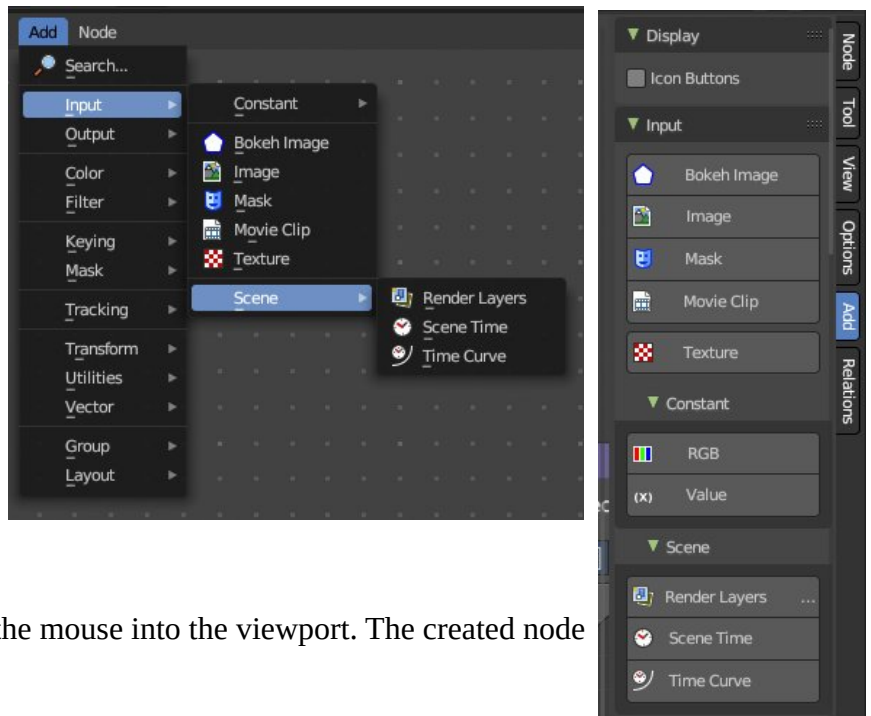 Add Node
Search...
Input
Output
Color
Filter
Keying
Mask
Tracking
Transform
Utilities
Vector
Group
Layout
Constant
Bokeh Image
Image
Mask
Movie Clip
Texture
Scene
Render Layers
Scene Time
Time Curve
the mouse into the viewport. The created node
Display
Icon Buttons
Input
Bokeh Image
Image
Mask
Movie Clip
Texture
Constant
RGB
(x) Value
Scene
Render Layers ...
Scene Time
Time Curve
Node
Tool
View
Options
Add
Relations